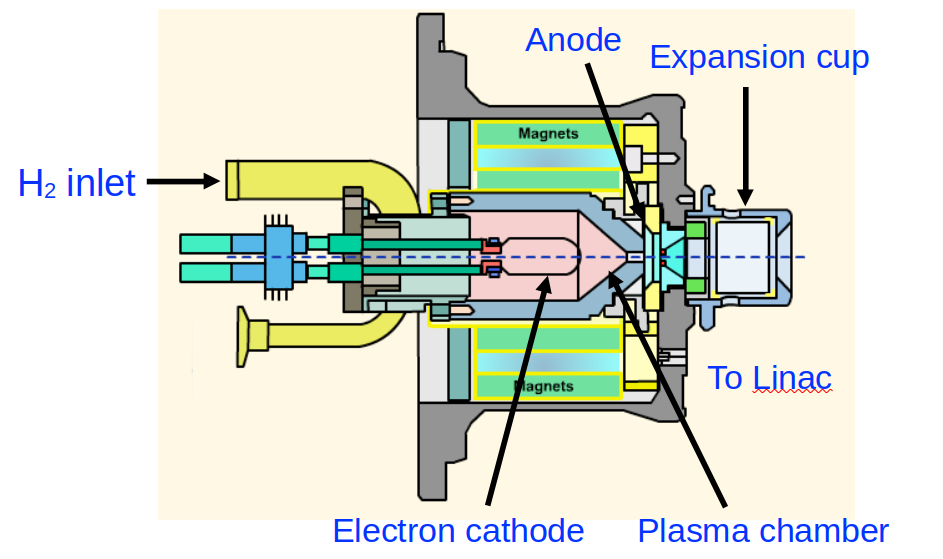 Anode
Expansion cup
Magnets
H₂ inlet
To Linac
Magnets
Electron cathode
Plasma chamber